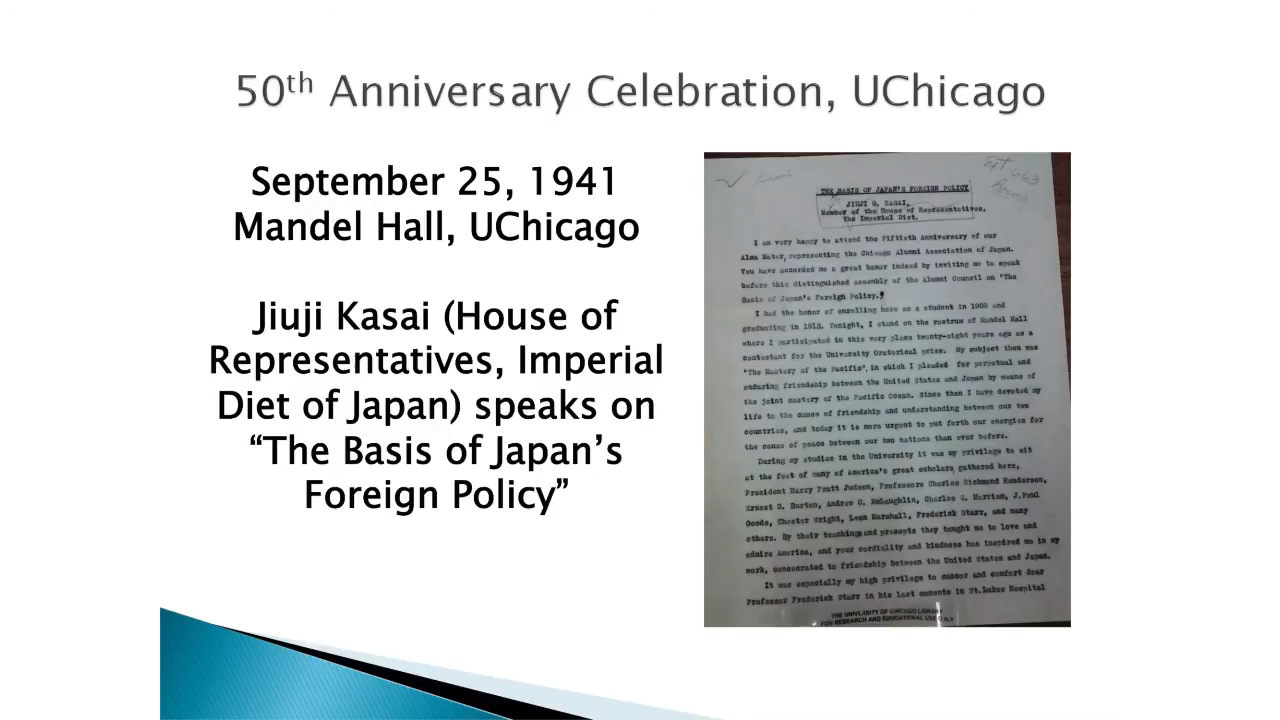 50th Anniversary Celebration, UChicago
September 25, 1941
Mandel Hall, UChicago
Jiuji Kasai (House of
Representatives, Imperial
Diet of Japan) speaks on
“The Basis of Japan’s
Foreign Policy”
THE BASIS OF JAPAN'S FOREIGN POLICY
JIUJI G. KASAI,
Member of the House of Representatives,
The Imperial Diet.
I am very happy to attend the Fiftieth Anniversary of our
Alma Mater, representing the Chicago Alumni Association of Japan.
You have accorded me a great honor indeed by inviting me to speak
before this distinguished assembly of the Alumni Council on "The
Basis of Japan's Foreign Policy."
I had the honor of enrolling here as a student in 1909 and
graduating in 1913. Tonight, I stand on the rostrum of Mandel Hall
where I participated in this very place twenty-eight years ago as a
contestant for the University Oratorical prize. My subject then was
"The Mastery of the Pacific", in which I pleaded for perpetual and
enduring friendship between the United States and Japan by means of
the joint mastery of the Pacific Ocean. Since then I have devoted my
life to the cause of friendship and understanding between our two
countries, and today it is more urgent to put forth our energies for
the cause of peace between our two nations than ever before.
During my studies in the University it was my privilege to sit
at the feet of many of America's great scholars gathered here,
President Harry Pratt Judson, Professors Charles Richmond Henderson,
Ernest D. Burton, Andrew C. McLaughlin, Charles E. Merriam, J. Paul
Goode, Chester Wright, Leon Marshall, Frederick Starr, and many
others. By their teaching and precepts they taught me to love and
admire America, and your cordiality and kindness has inspired me in my
work, consecrated to friendship between the United States and Japan.
It was especially my high privilege to succor and comfort dear
Professor Frederick Starr in his last moments in St. Lukes Hospital
THE UNIVERSITY OF CHICAGO LIBRARY
FOR RESEARCH AND EDUCATIONAL USE ONLY